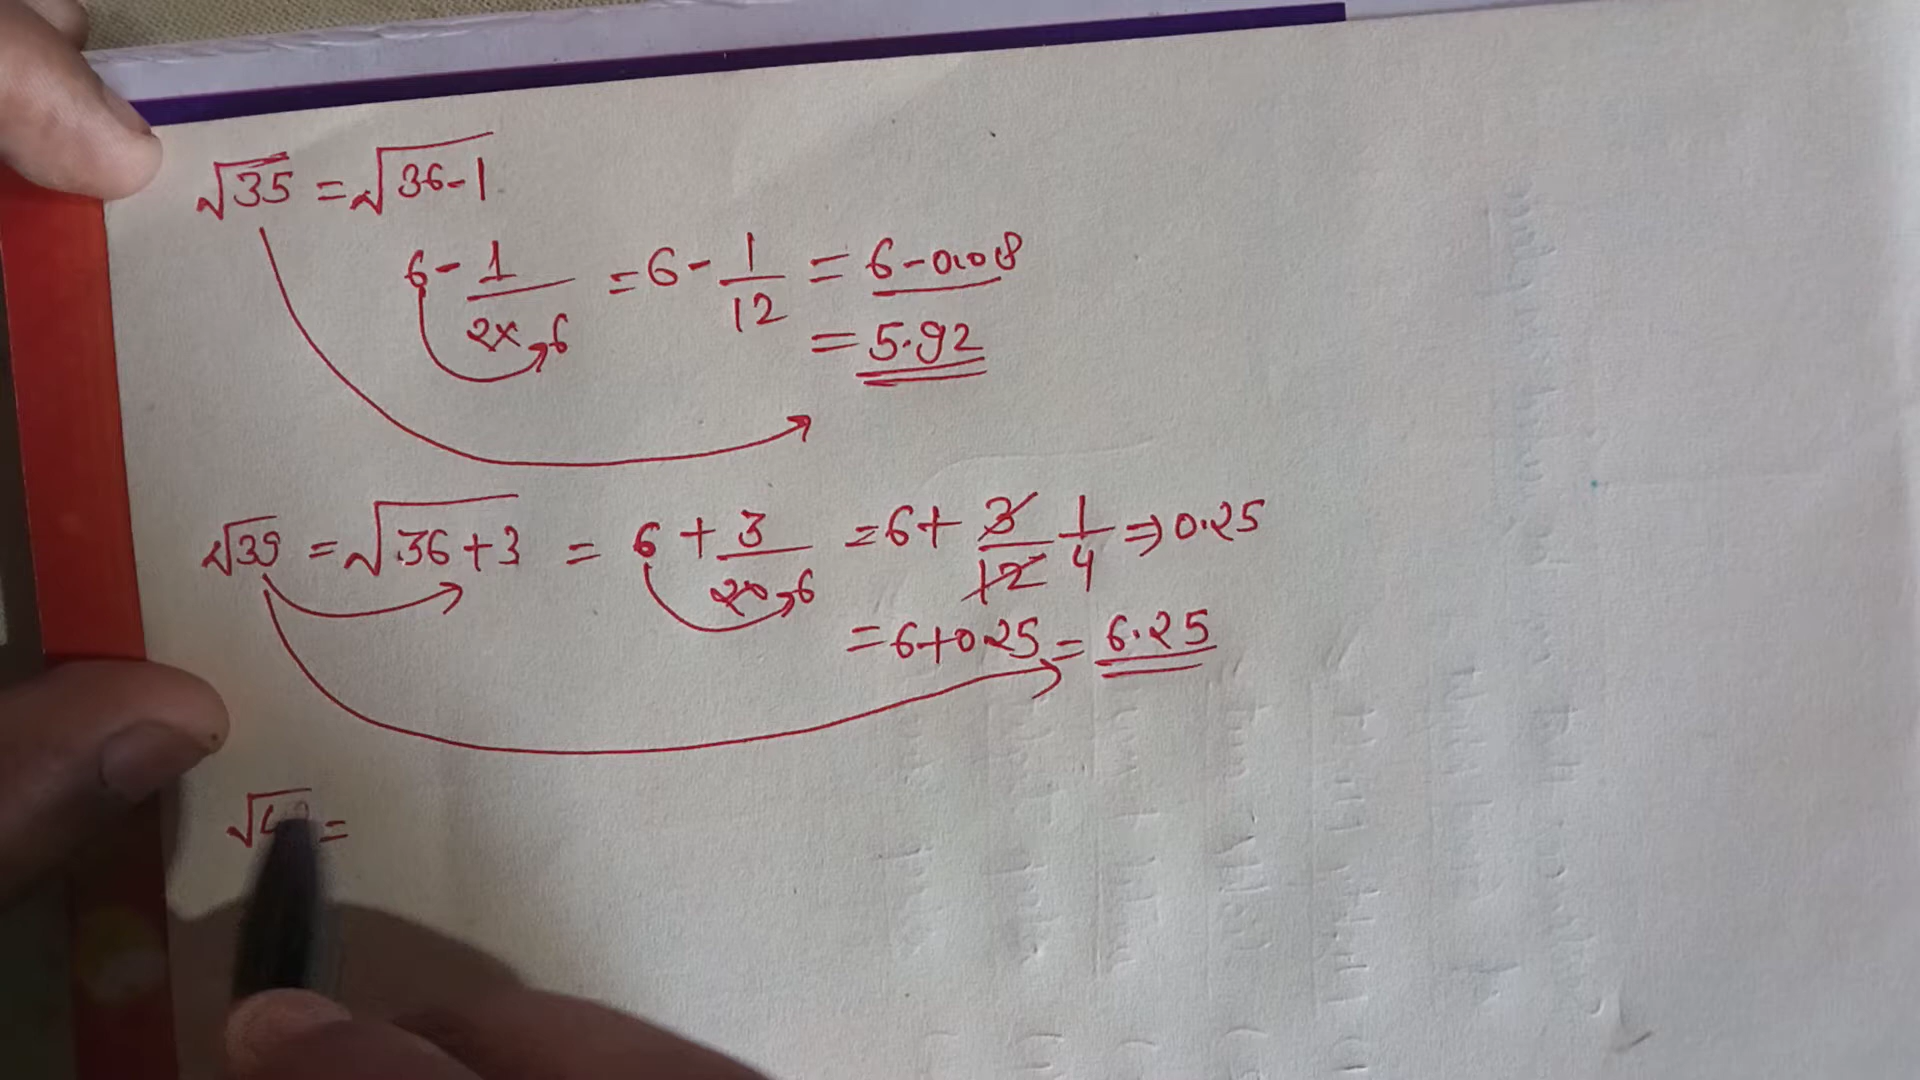 √35 = √36-1
6 - 1/2×6 = 6 - 1/12 = 6-0.08
= 5.92
√39 = √36+3 = 6 + 3/2×6 = 6+ 3/12 1/4 ⇒ 0.25
= 6+0.25 = 6.25